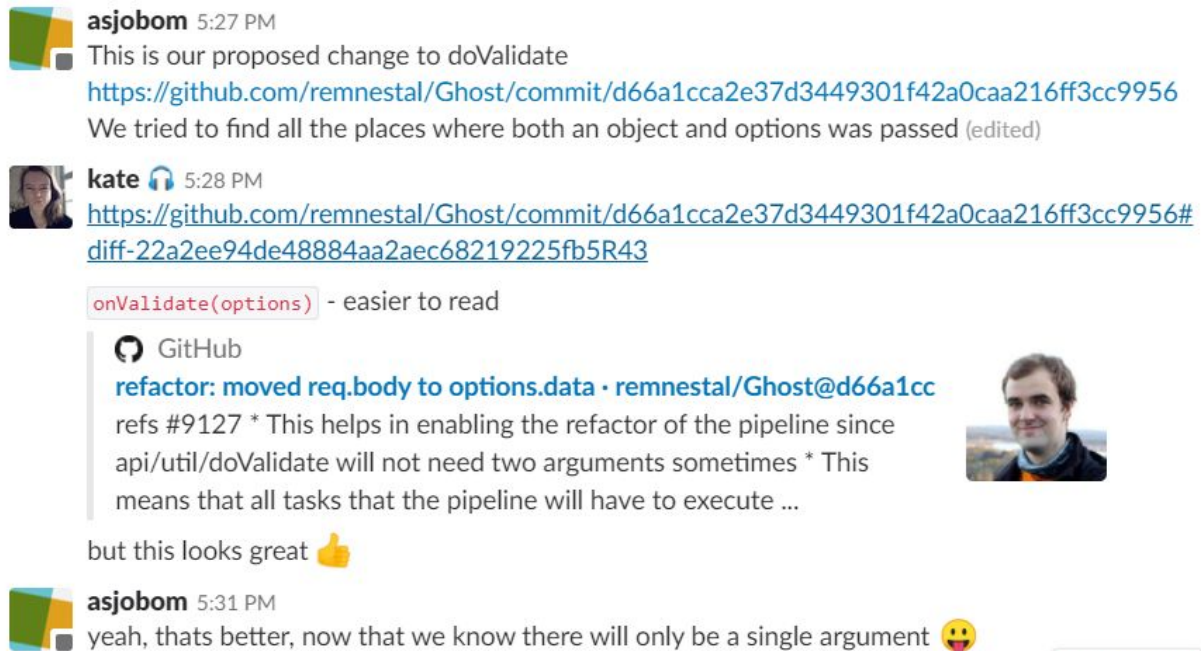 asjobom 5:27 PM
This is our proposed change to doValidate
https://github.com/remnestal/Ghost/commit/d66a1cca2e37d3449301f42a0caa216ff3cc9956
We tried to find all the places where both an object and options was passed (edited)
kate 🎧 5:28 PM
https://github.com/remnestal/Ghost/commit/d66a1cca2e37d3449301f42a0caa216ff3cc9956#
diff-22a2ee94de48884aa2aec68219225fb5R43
onValidate(options) - easier to read
GitHub
refactor: moved req.body to options.data · remnestal/Ghost@d66a1cc
refs #9127 * This helps in enabling the refactor of the pipeline since
api/util/doValidate will not need two arguments sometimes * This
means that all tasks that the pipeline will have to execute ...
but this looks great 👍
asjobom 5:31 PM
yeah, thats better, now that we know there will only be a single argument 😛